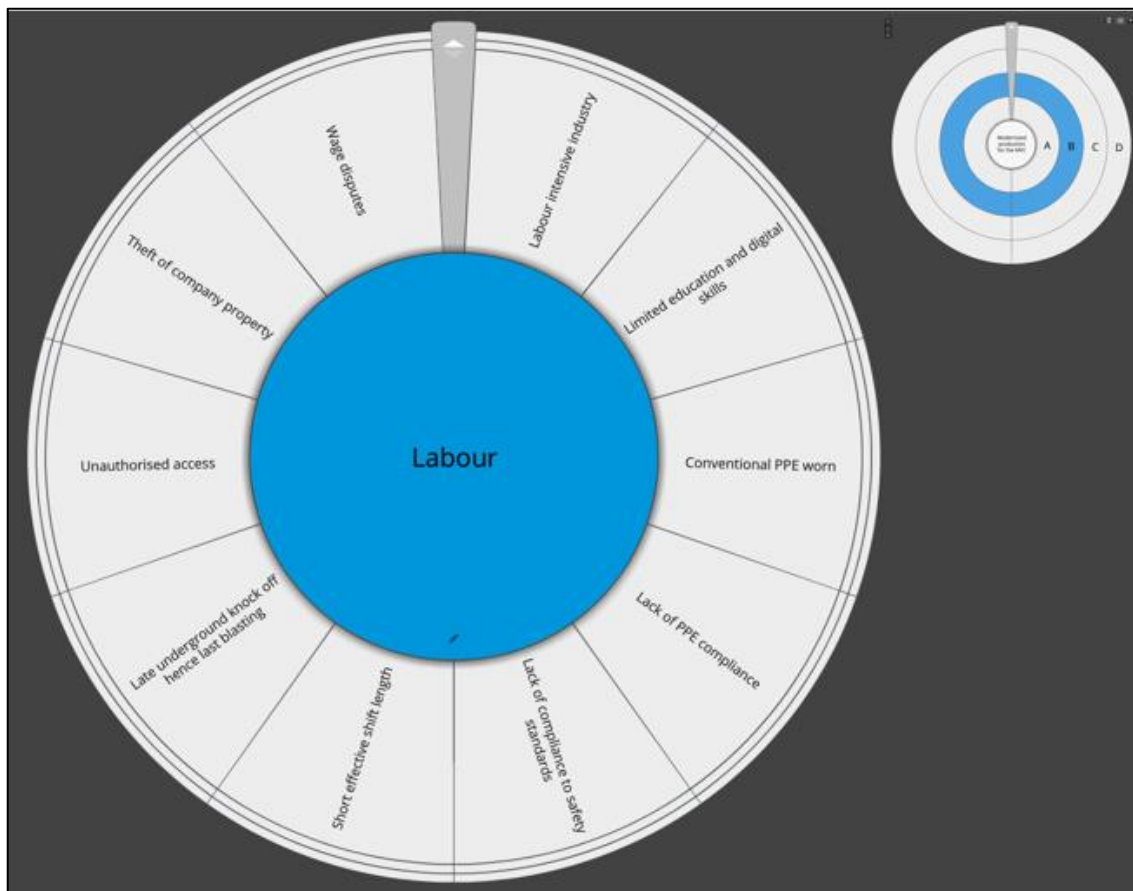 Labour
Labour intensive industry
Limited education and digital
skills
Conventional PPE worn
Lack of PPE compliance
Lack of compliance to safety
standards
Short effective shift length
Late underground knock off
hence last blasting
Unauthorised access
Theft of company property
Wage disputes
A B C D